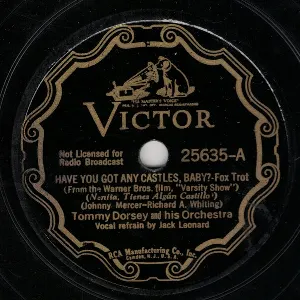 "HIS MASTER'S VOICE"
VICTOR
Not Licensed for
Radio Broadcast
25635-A
HAVE YOU GOT ANY CASTLES, BABY?-Fox Trot
(From the Warner Bros. film, "Varsity Show")
(Nenita, Tienes Algún Castillo?)
(Johnny Mercer-Richard A. Whiting)
Tommy Dorsey and his Orchestra
Vocal refrain by Jack Leonard
RCA Manufacturing Co., Inc.
Camden, N.J., U.S.A.